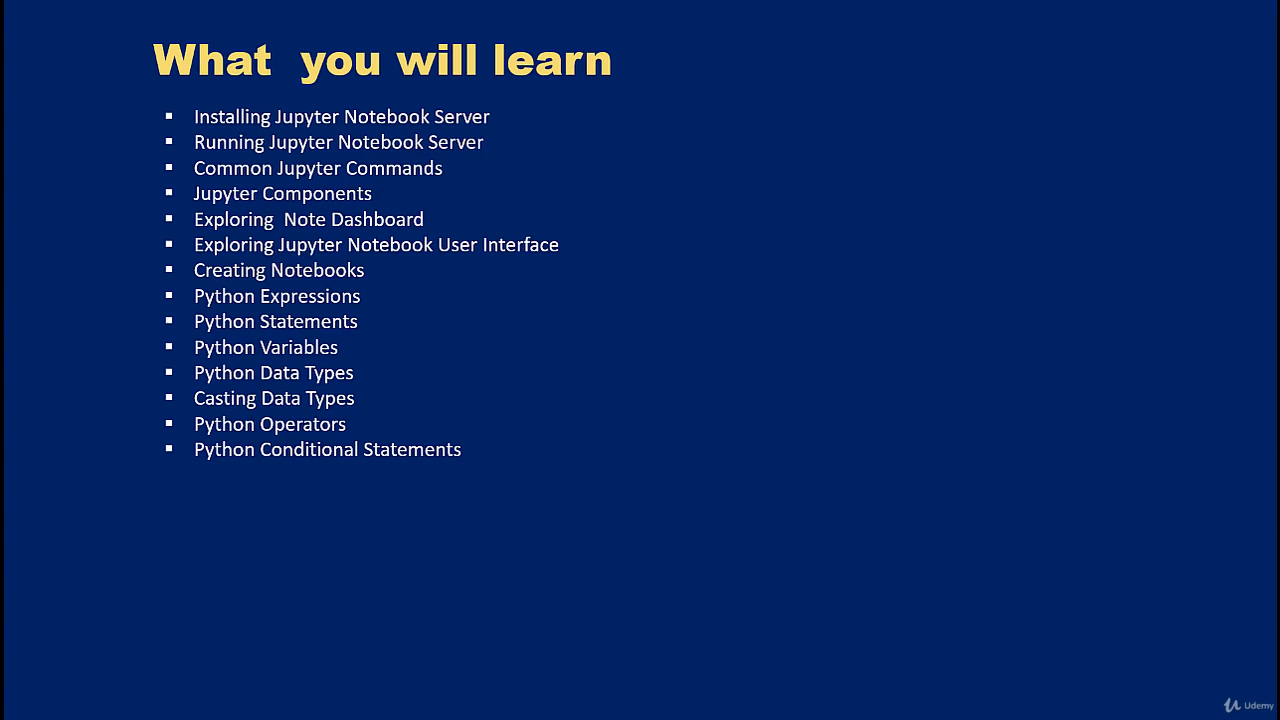 What  you will learn
▪ Installing Jupyter Notebook Server
▪ Running Jupyter Notebook Server
▪ Common Jupyter Commands
▪ Jupyter Components
▪ Exploring  Note Dashboard
▪ Exploring Jupyter Notebook User Interface
▪ Creating Notebooks
▪ Python Expressions
▪ Python Statements
▪ Python Variables
▪ Python Data Types
▪ Casting Data Types
▪ Python Operators
▪ Python Conditional Statements
Udemy